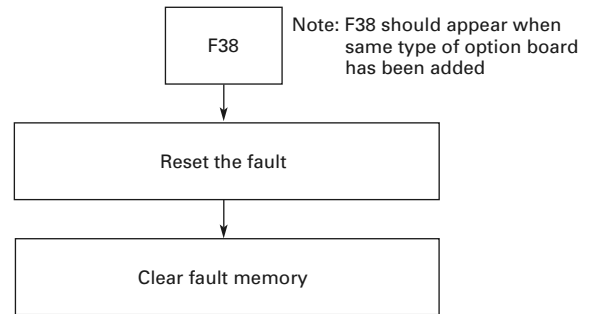 F38
Note: F38 should appear when
same type of option board
has been added
Reset the fault
Clear fault memory